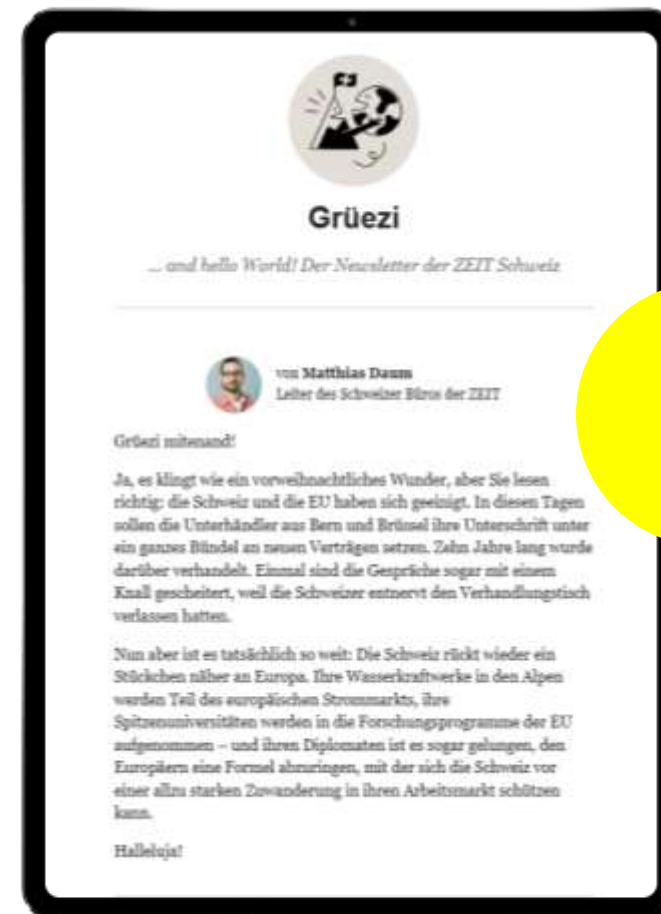 Grüezi
... and hello World! Der Newsletter der ZEIT Schweiz
von Matthias Daum
Leiter des Schweizer Büros der ZEIT
Grüezi mitenand!
Ja, es klingt wie ein vorweihnachtliches Wunder, aber Sie lesen
richtig: die Schweiz und die EU haben sich geeinigt. In diesen Tagen
sollen die Unterhändler aus Bern und Brüssel ihre Unterschrift unter
ein ganzes Bündel an neuen Verträgen setzen. Zehn Jahre lang wurde
darüber verhandelt. Einmal sind die Gespräche sogar mit einem
Knall gescheitert, weil die Schweizer entnervt den Verhandlungstisch
verlassen hatten.
Nun aber ist es tatsächlich so weit: Die Schweiz rückt wieder ein
Stückchen näher an Europa. Ihre Wasserkraftwerke in den Alpen
werden Teil des europäischen Strommarkts, ihre
Spitzenuniversitäten werden in die Forschungsprogramme der EU
aufgenommen – und ihren Diplomaten ist es sogar gelungen, den
Europäern eine Formel abzuringen, mit der sich die Schweiz vor
einer allzu starken Zuwanderung in ihren Arbeitsmarkt schützen
kann.
Halleluja!